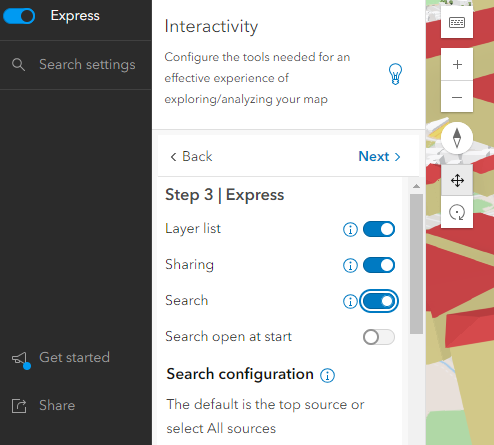 Express
Search settings
Get started
Share
Interactivity
Configure the tools needed for an
effective experience of
exploring/analyzing your map
Back
Next
Step 3 | Express
Layer list
Sharing
Search
Search open at start
Search configuration
The default is the top source or
select All sources